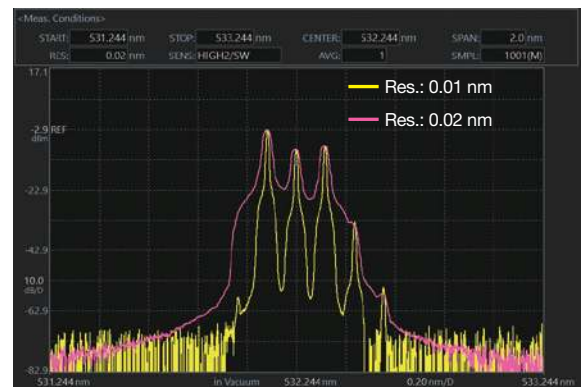 <Meas. Conditions>
START: 531.244 nm STOP: 533.244 nm CENTER: 532.244 nm SPAN: 2.0 nm
RES: 0.02 nm SENS: HIGH2/SW AVG: 1 SMPL: 1001(M)
17.1
Res.: 0.01 nm
Res.: 0.02 nm
-2.9 REF
dBm
-22.9
-42.9
10.0
dB/D
-62.9
-82.9
531.244 nm in Vacuum 532.244 nm 0.20 nm/D 533.244 nm